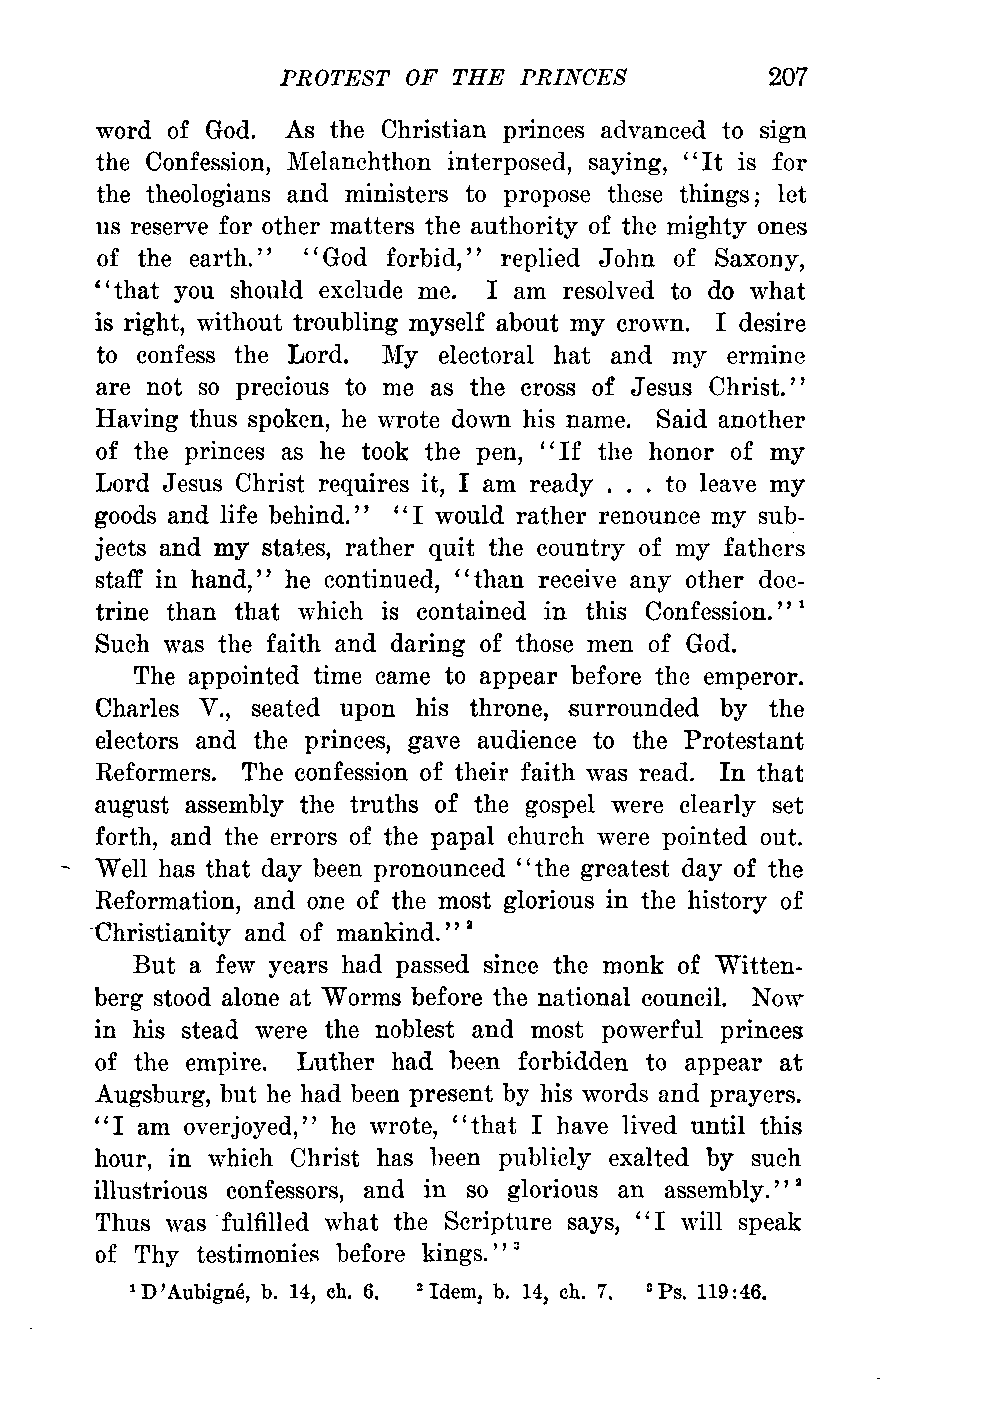 PROTEST OF THE PRINCES 207
word of God. As the Christian princes advanced to sign
the Confession, Melanchthon interposed, saying, ‘‘It is for
the theologians and ministers to propose these things; let
us reserve for other matters the authority of the mighty ones
of the earth.’’ ‘‘God forbid,’’ replied John of Saxony,
‘‘that you should exclude me. I am resolved to do what
is right, without troubling myself about my crown. I desire
to confess the Lord. My electoral hat and my ermine
are not so precious to me as the cross of Jesus Christ.’’
Having thus spoken, he wrote down his name. Said another
of the princes as he took the pen, ‘‘If the honor of my
Lord Jesus Christ requires it, I am ready . . . to leave my
goods and life behind.’’ ‘‘I would rather renounce my sub-
jects and my states, rather quit the country of my fathers
staff in hand,’’ he continued, ‘‘than receive any other doc-
trine than that which is contained in this Confession.’’¹
Such was the faith and daring of those men of God.
The appointed time came to appear before the emperor.
Charles V., seated upon his throne, surrounded by the
electors and the princes, gave audience to the Protestant
Reformers. The confession of their faith was read. In that
august assembly the truths of the gospel were clearly set
forth, and the errors of the papal church were pointed out.
Well has that day been pronounced ‘‘the greatest day of the
Reformation, and one of the most glorious in the history of
Christianity and of mankind.’’²
But a few years had passed since the monk of Witten-
berg stood alone at Worms before the national council. Now
in his stead were the noblest and most powerful princes
of the empire. Luther had been forbidden to appear at
Augsburg, but he had been present by his words and prayers.
‘‘I am overjoyed,’’ he wrote, ‘‘that I have lived until this
hour, in which Christ has been publicly exalted by such
illustrious confessors, and in so glorious an assembly.’’²
Thus was fulfilled what the Scripture says, ‘‘I will speak
of Thy testimonies before kings.’’³
¹ D’Aubigné, b. 14, ch. 6. ² Idem, b. 14, ch. 7. ³ Ps. 119:46.